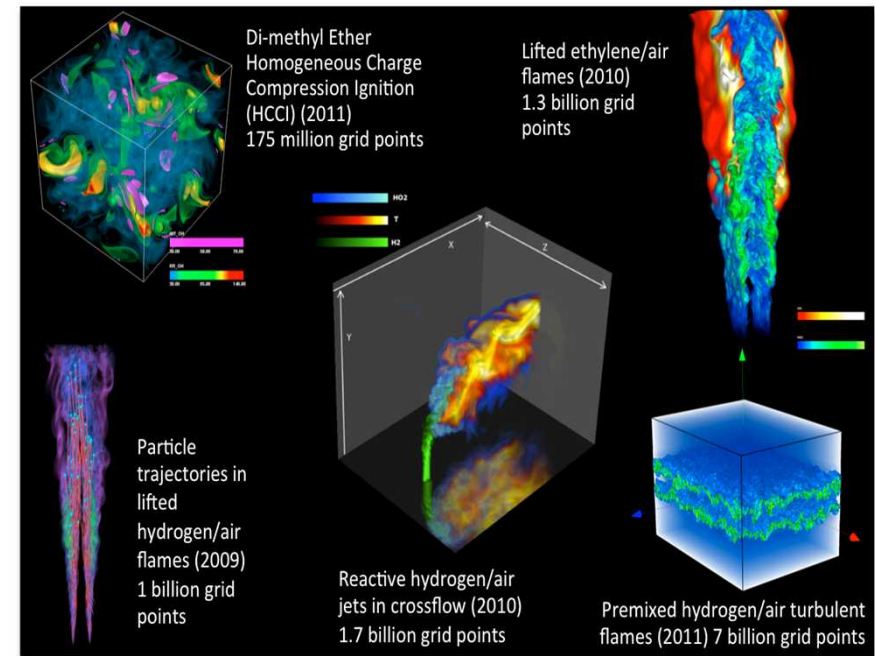 Di-methyl Ether
Homogeneous Charge
Compression Ignition
(HCCI) (2011)
175 million grid points
Lifted ethylene/air
flames (2010)
1.3 billion grid
points
HO2
T
H2
X
Z
Y
Particle
trajectories in
lifted
hydrogen/air
flames (2009)
1 billion grid
points
Reactive hydrogen/air
jets in crossflow (2010)
1.7 billion grid points
Premixed hydrogen/air turbulent
flames (2011) 7 billion grid points